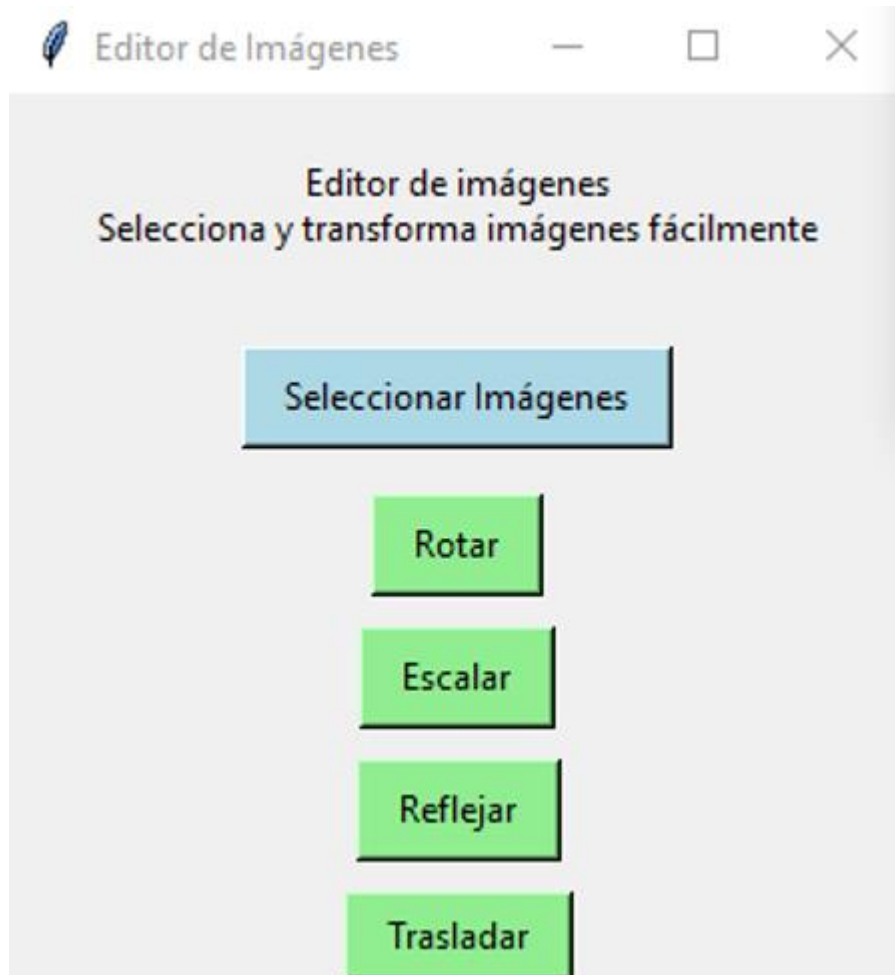 Editor de Imágenes
Editor de imágenes
Selecciona y transforma imágenes fácilmente
Seleccionar Imágenes
Rotar
Escalar
Reflejar
Trasladar